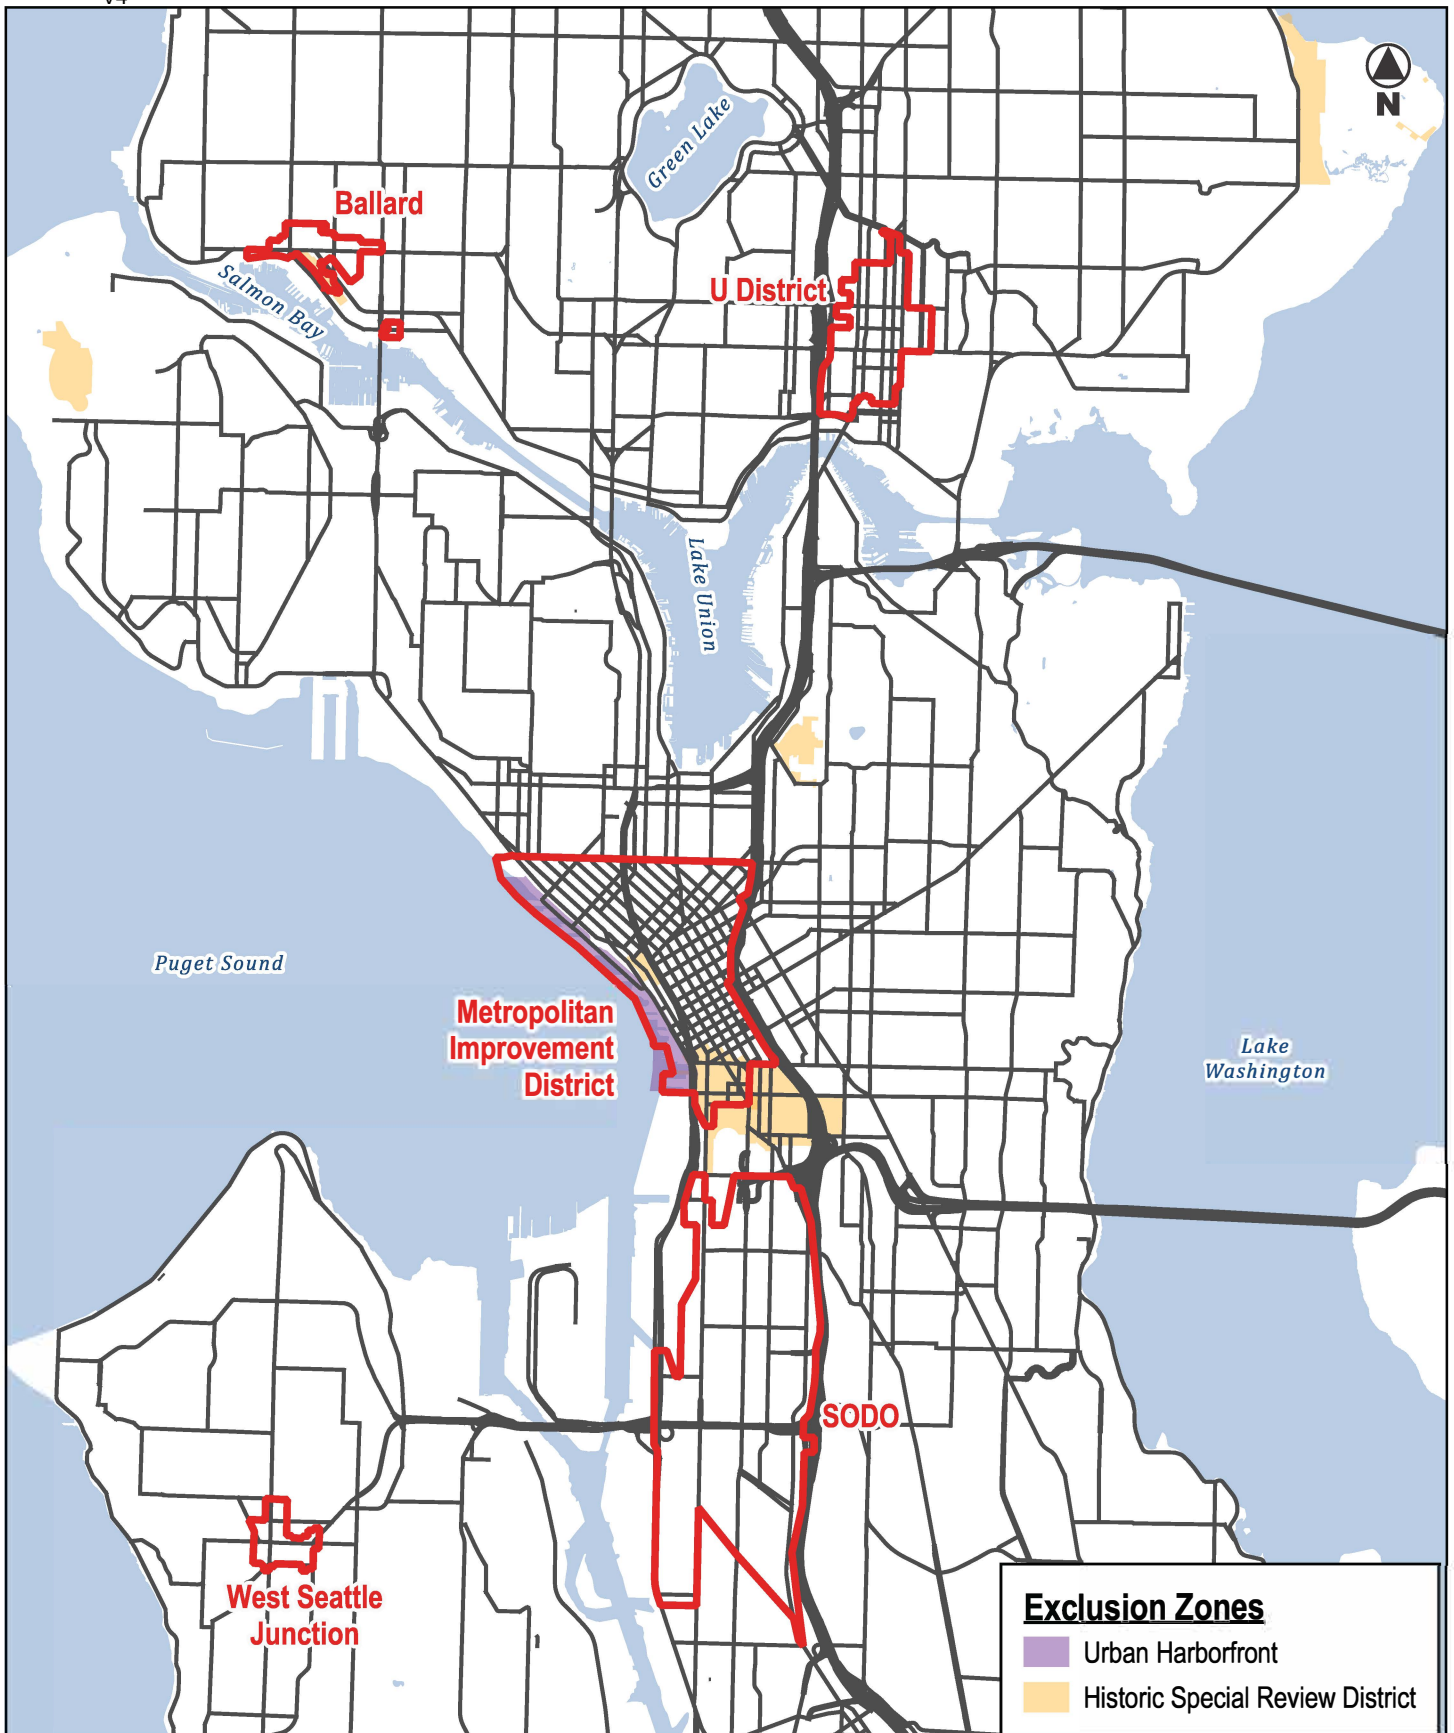 V4
N
Green Lake
Ballard
Salmon Bay
U District
Lake Union
Puget Sound
Metropolitan
Improvement
District
Lake
Washington
SODO
West Seattle
Junction
Exclusion Zones
Urban Harborfront
Historic Special Review District